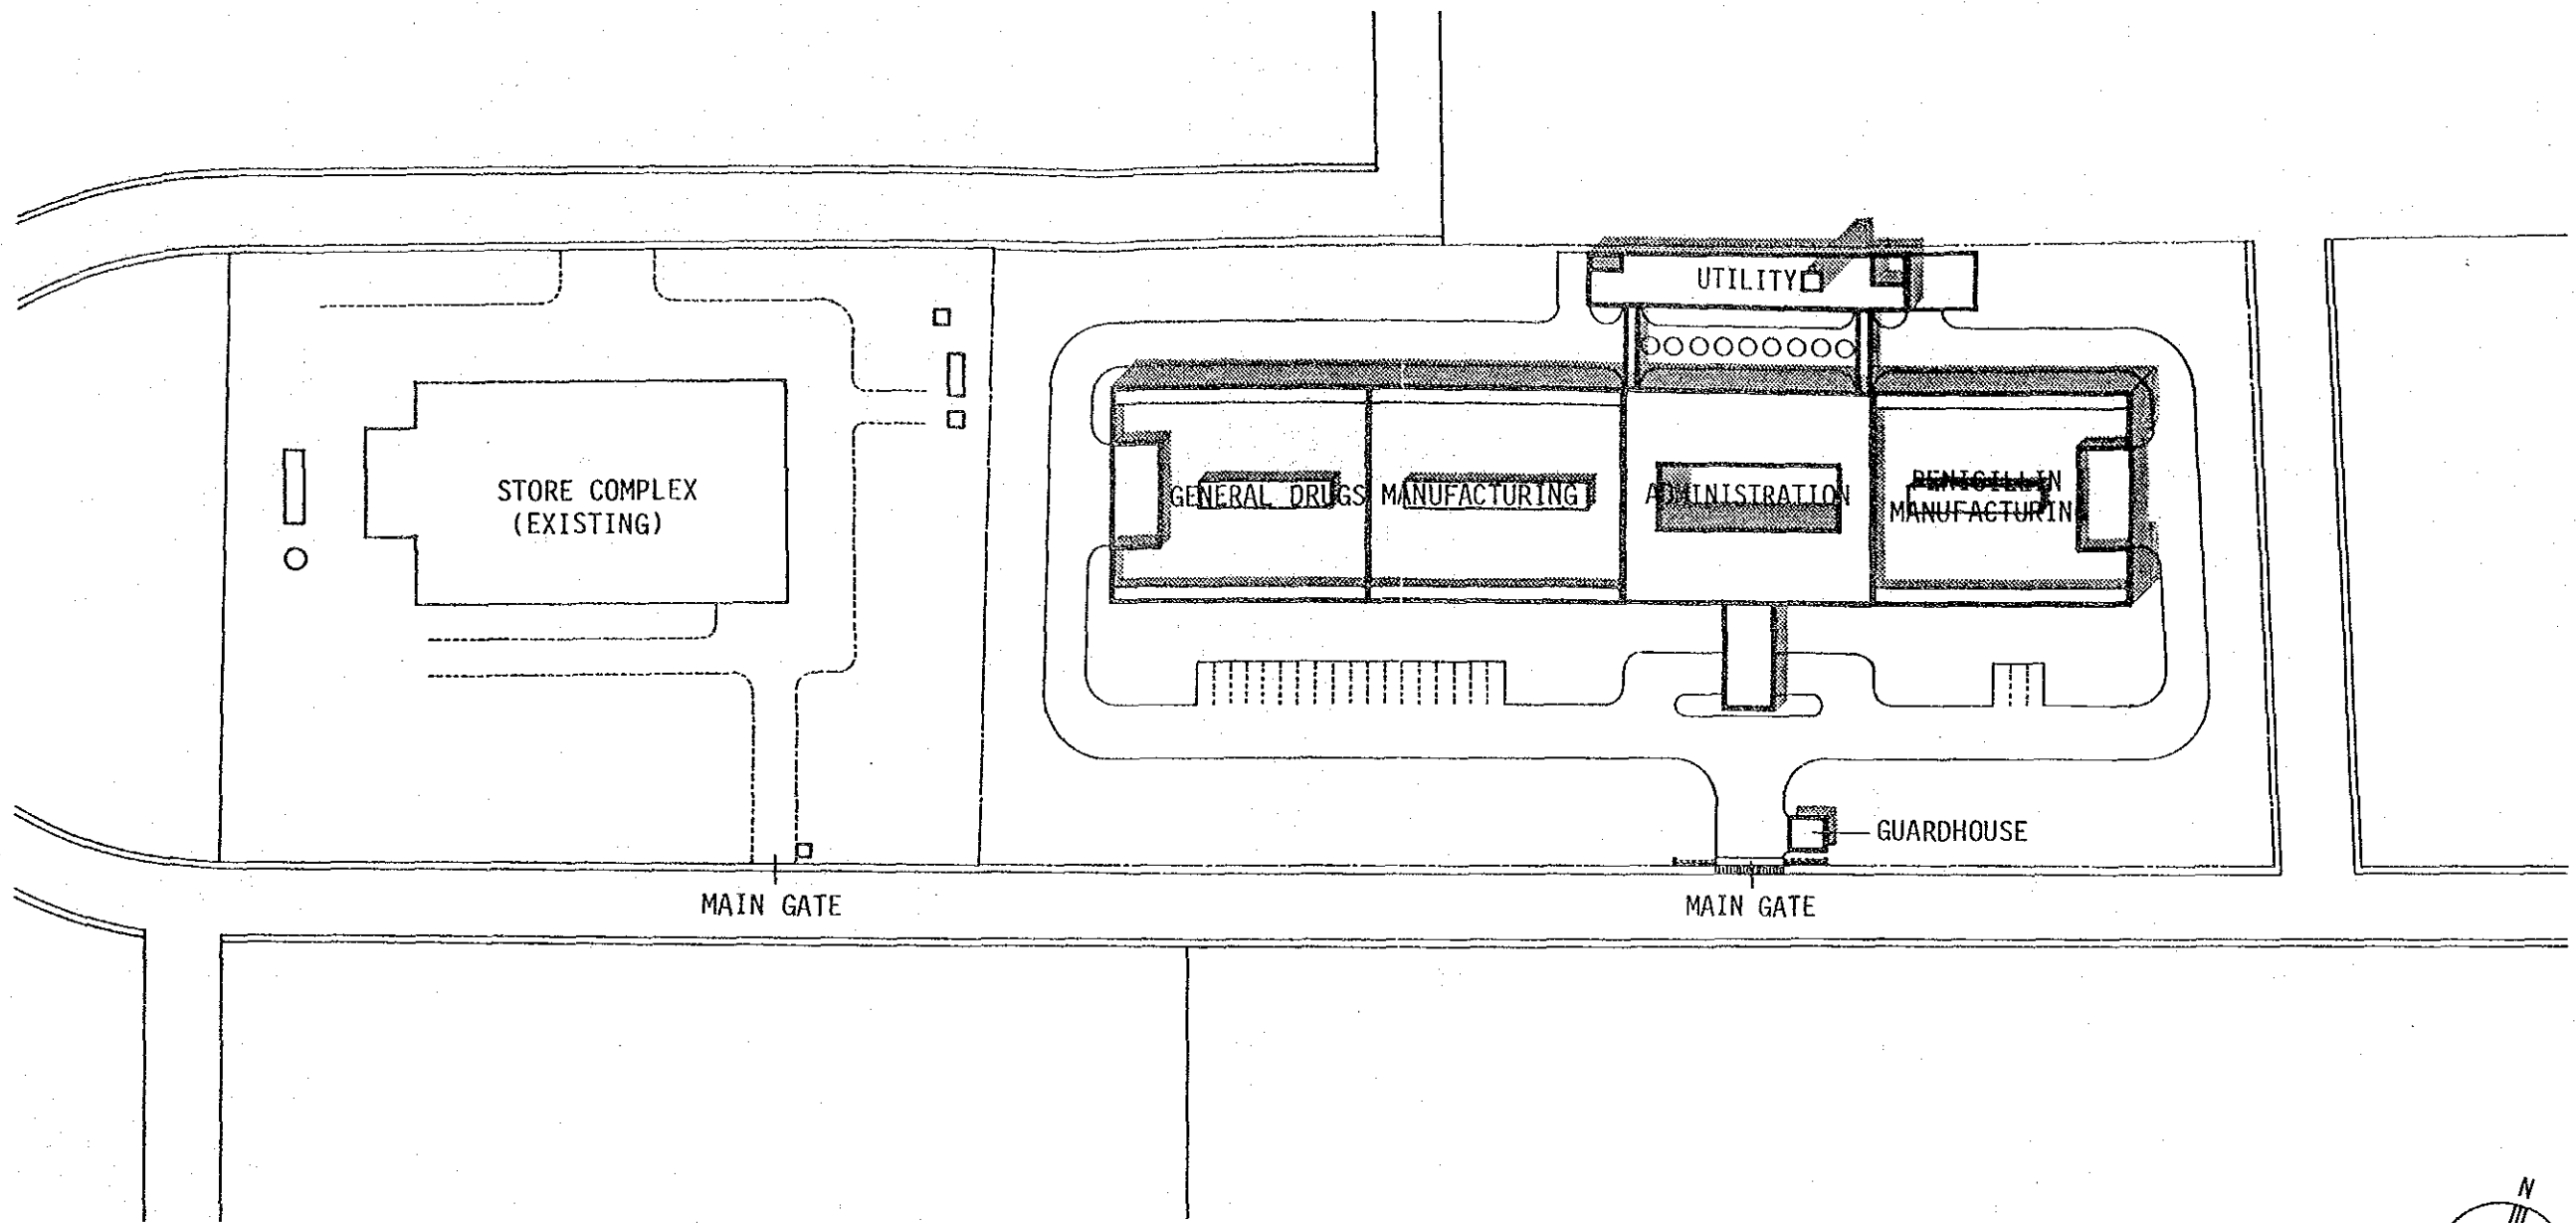 UTILITY
STORE COMPLEX
(EXISTING)
GENERAL DRUGS MANUFACTURING
ADMINISTRATION
PENICILLIN
MANUFACTURING
GUARDHOUSE
MAIN GATE
MAIN GATE
N